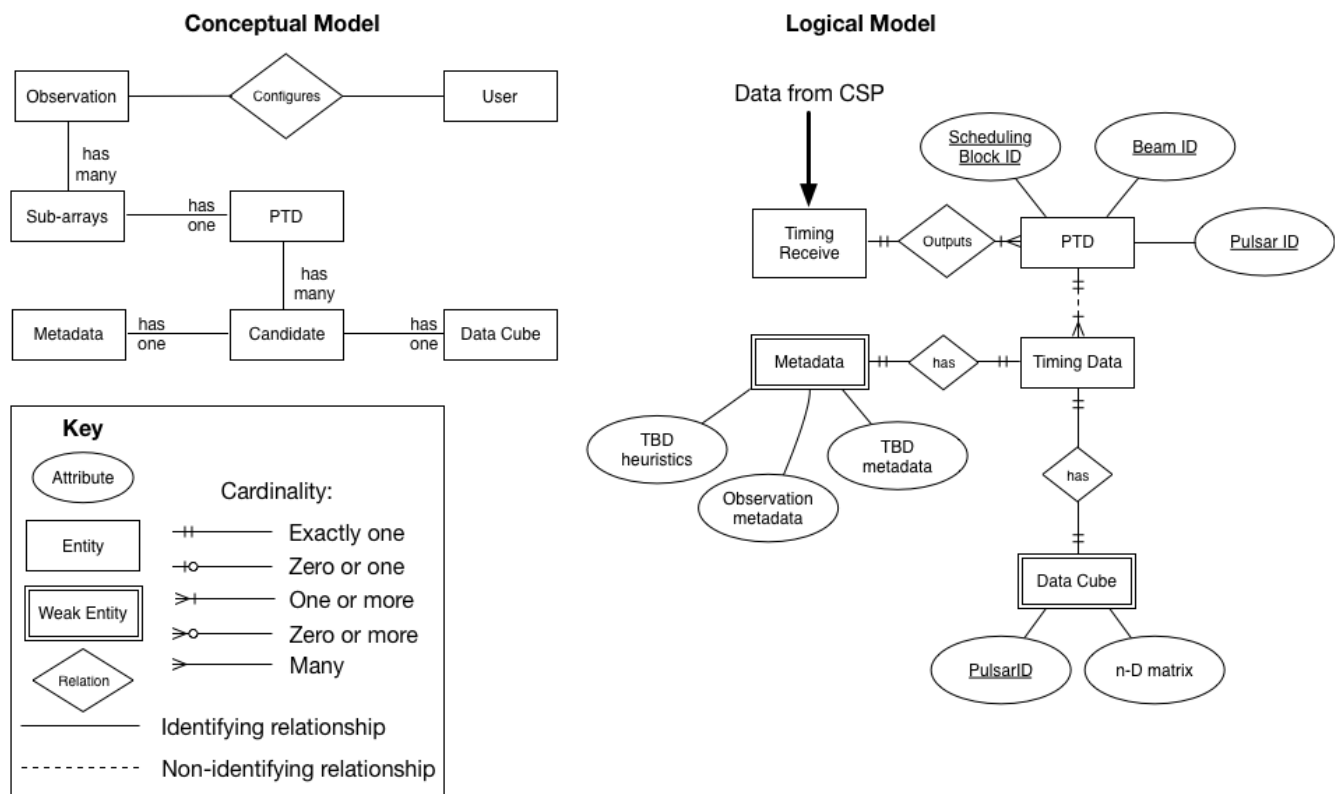 Conceptual Model
Observation
Configures
User
has
many
Sub-arrays
has
one
PTD
has
many
Metadata
has
one
Candidate
has
one
Data Cube
Key
Attribute
Entity
Weak Entity
Relation
Cardinality:
Exactly one
Zero or one
One or more
Zero or more
Many
Identifying relationship
Non-identifying relationship
Logical Model
Data from CSP
Scheduling
Block ID
Beam ID
Timing
Receive
Outputs
PTD
Pulsar ID
Metadata
has
Timing Data
TBD
heuristics
Observation
metadata
TBD
metadata
has
Data Cube
PulsarID
n-D matrix